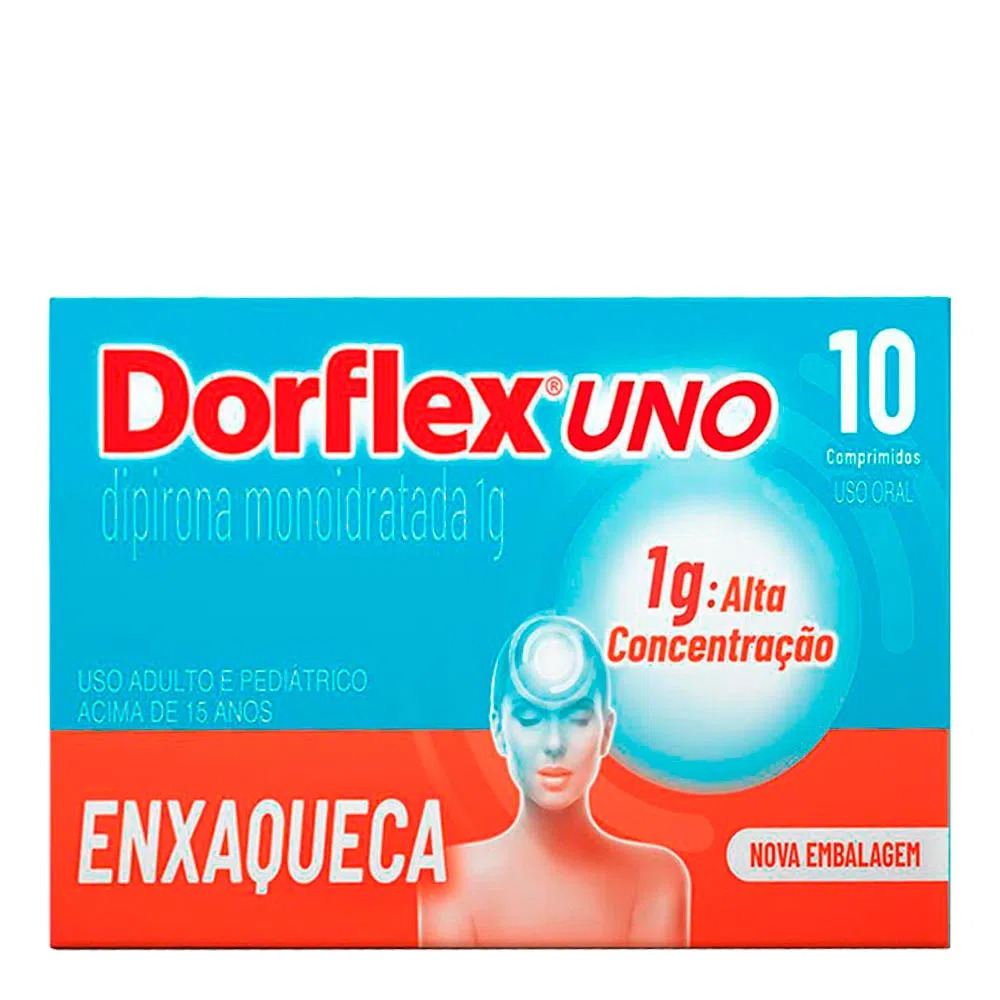 Dorflex® UNO
dipirona monoidratada 1g
10
Comprimidos
USO ORAL
1g: Alta
Concentração
USO ADULTO E PEDIÁTRICO
ACIMA DE 15 ANOS
ENXAQUECA
NOVA EMBALAGEM